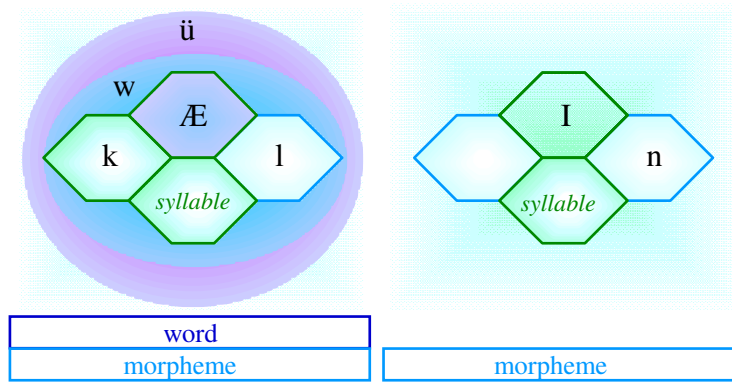 ü
w
Æ I
k l n
syllable syllable
word
morpheme morpheme